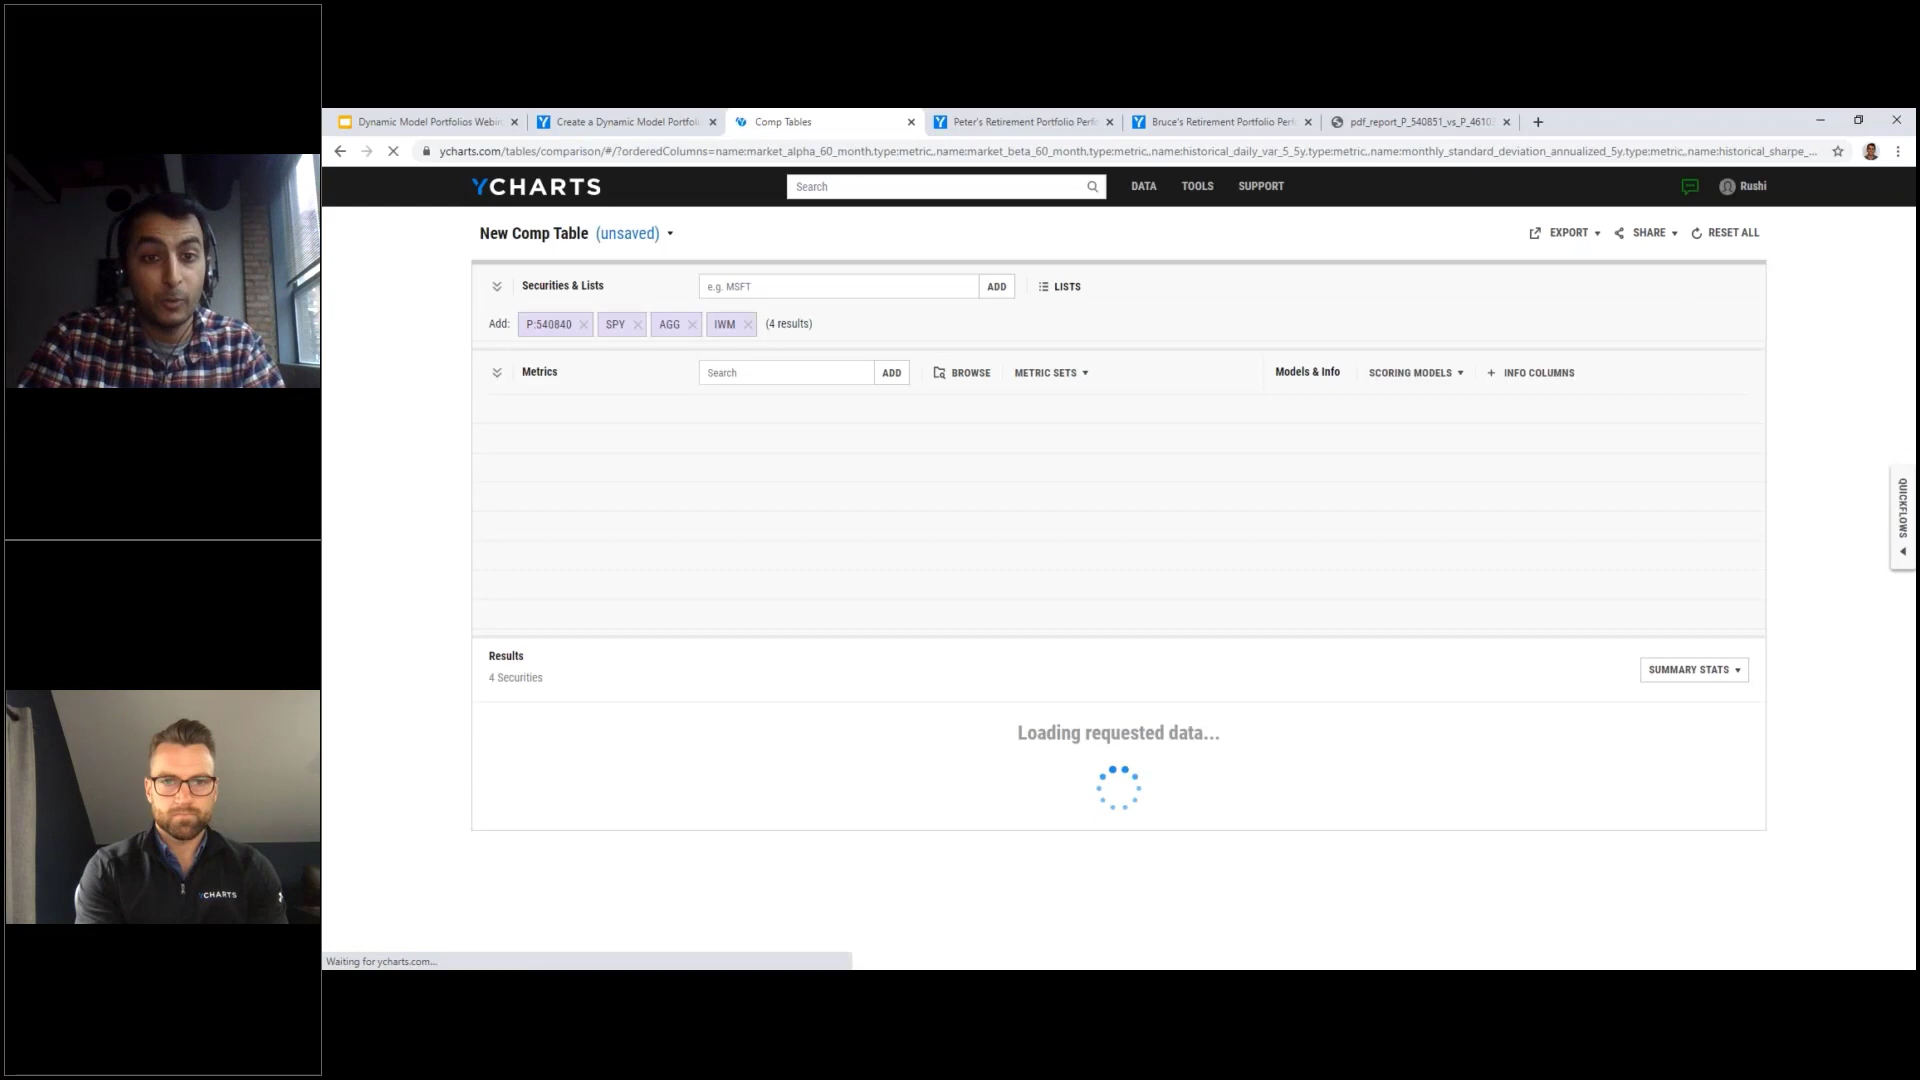 Dynamic Model Portfolios Webin
Create a Dynamic Model Portfoli
Comp Tables
Peter's Retirement Portfolio Perfo
Bruce's Retirement Portfolio Perf
pdf_report_P_540851_vs_P_4610
ycharts.com/tables/comparison/#/?orderedColumns=name:market_alpha_60_month,type:metric,,name:market_beta_60_month,type:metric,,name:historical_daily_var_5_5y,type:metric,,name:monthly_standard_deviation_annualized_5y,type:metric,,name:historical_sharpe_...
YCHARTS
Search
DATA
TOOLS
SUPPORT
Rushi
New Comp Table (unsaved)
EXPORT
SHARE
RESET ALL
Securities & Lists
e.g. MSFT
ADD
LISTS
Add: P:540840 SPY AGG IWM (4 results)
Metrics
Search
ADD
BROWSE
METRIC SETS
Models & Info
SCORING MODELS
+ INFO COLUMNS
QUICKFLOWS
Results
4 Securities
SUMMARY STATS
Loading requested data...
YCHARTS
Waiting for ycharts.com...